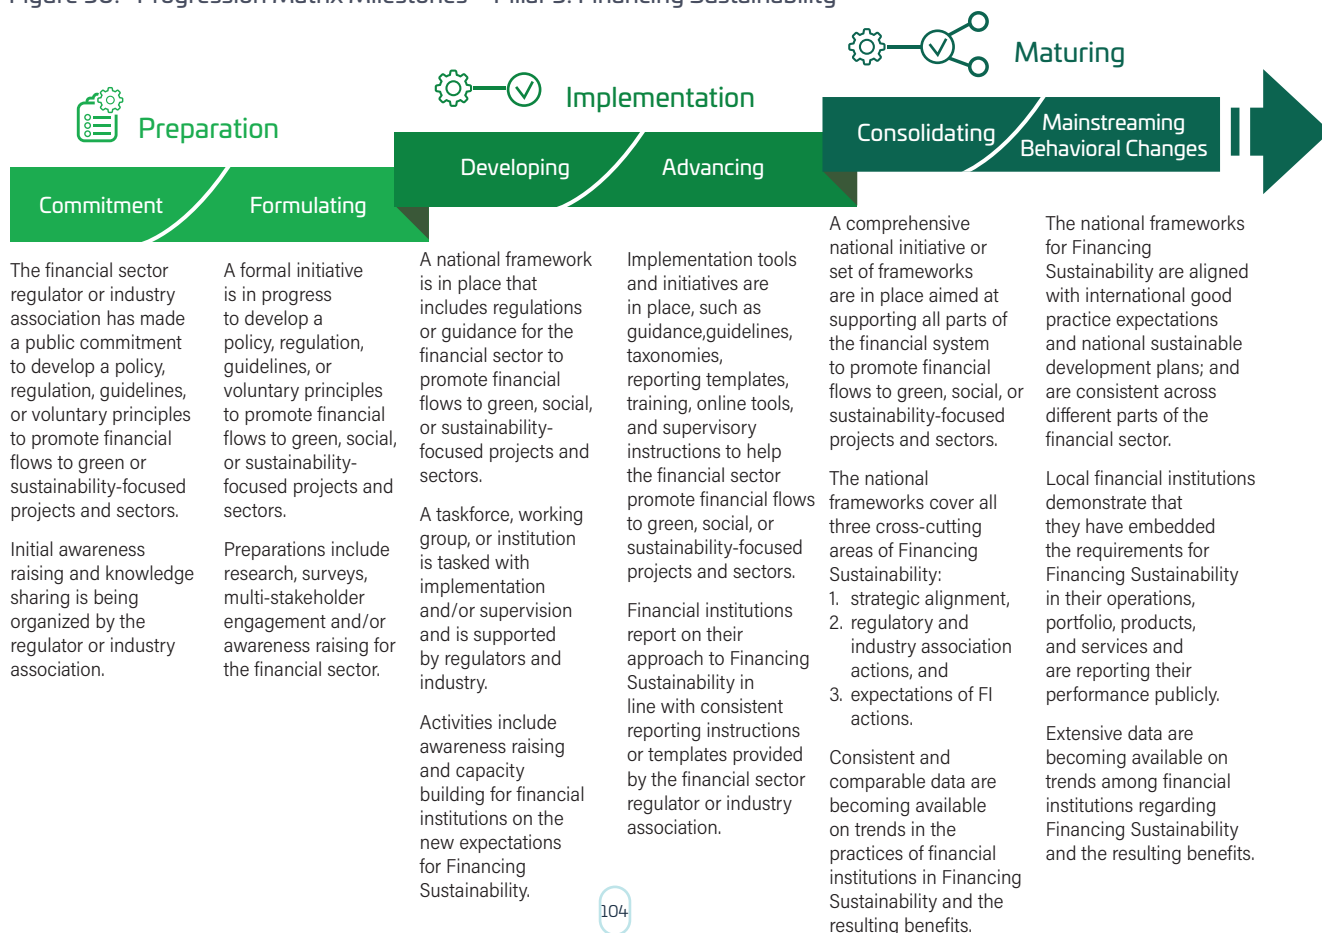 Progression Matrix Milestones
Pillar 3: Financing Sustainability
Preparation
Commitment
Formulating
The financial sector
regulator or industry
association has made
a public commitment
to develop a policy,
regulation, guidelines,
or voluntary principles
to promote financial
flows to green or
sustainability-focused
projects and sectors.
Initial awareness
raising and knowledge
sharing is being
organized by the
regulator or industry
association.
A formal initiative
is in progress
to develop a
policy, regulation,
guidelines, or
voluntary principles
to promote financial
flows to green, social,
or sustainability-
focused projects and
sectors.
Preparations include
research, surveys,
multi-stakeholder
engagement and/or
awareness raising for
the financial sector.
Implementation
Developing
Advancing
A national framework
is in place that
includes regulations
or guidance for the
financial sector to
promote financial
flows to green, social,
or sustainability-
focused projects and
sectors.
A taskforce, working
group, or institution
is tasked with
implementation
and/or supervision
and is supported
by regulators and
industry.
Activities include
awareness raising
and capacity
building for financial
institutions on the
new expectations
for Financing
Sustainability.
Implementation tools
and initiatives are
in place, such as
guidance,guidelines,
taxonomies,
reporting templates,
training, online tools,
and supervisory
instructions to help
the financial sector
promote financial flows
to green, social, or
sustainability-focused
projects and sectors.
Financial institutions
report on their
approach to Financing
Sustainability in
line with consistent
reporting instructions
or templates provided
by the financial sector
regulator or industry
association.
Maturing
Consolidating
Mainstreaming
Behavioral Changes
A comprehensive
national initiative or
set of frameworks
are in place aimed at
supporting all parts of
the financial system
to promote financial
flows to green, social, or
sustainability-focused
projects and sectors.
The national
frameworks cover all
three cross-cutting
areas of Financing
Sustainability:
1. strategic alignment,
2. regulatory and
industry association
actions, and
3. expectations of FI
actions.
Consistent and
comparable data are
becoming available
on trends in the
practices of financial
institutions in Financing
Sustainability and the
resulting benefits.
The national frameworks
for Financing
Sustainability are aligned
with international good
practice expectations
and national sustainable
development plans; and
are consistent across
different parts of the
financial sector.
Local financial institutions
demonstrate that
they have embedded
the requirements for
Financing Sustainability
in their operations,
portfolio, products,
and services and
are reporting their
performance publicly.
Extensive data are
becoming available on
trends among financial
institutions regarding
Financing Sustainability
and the resulting benefits.
104